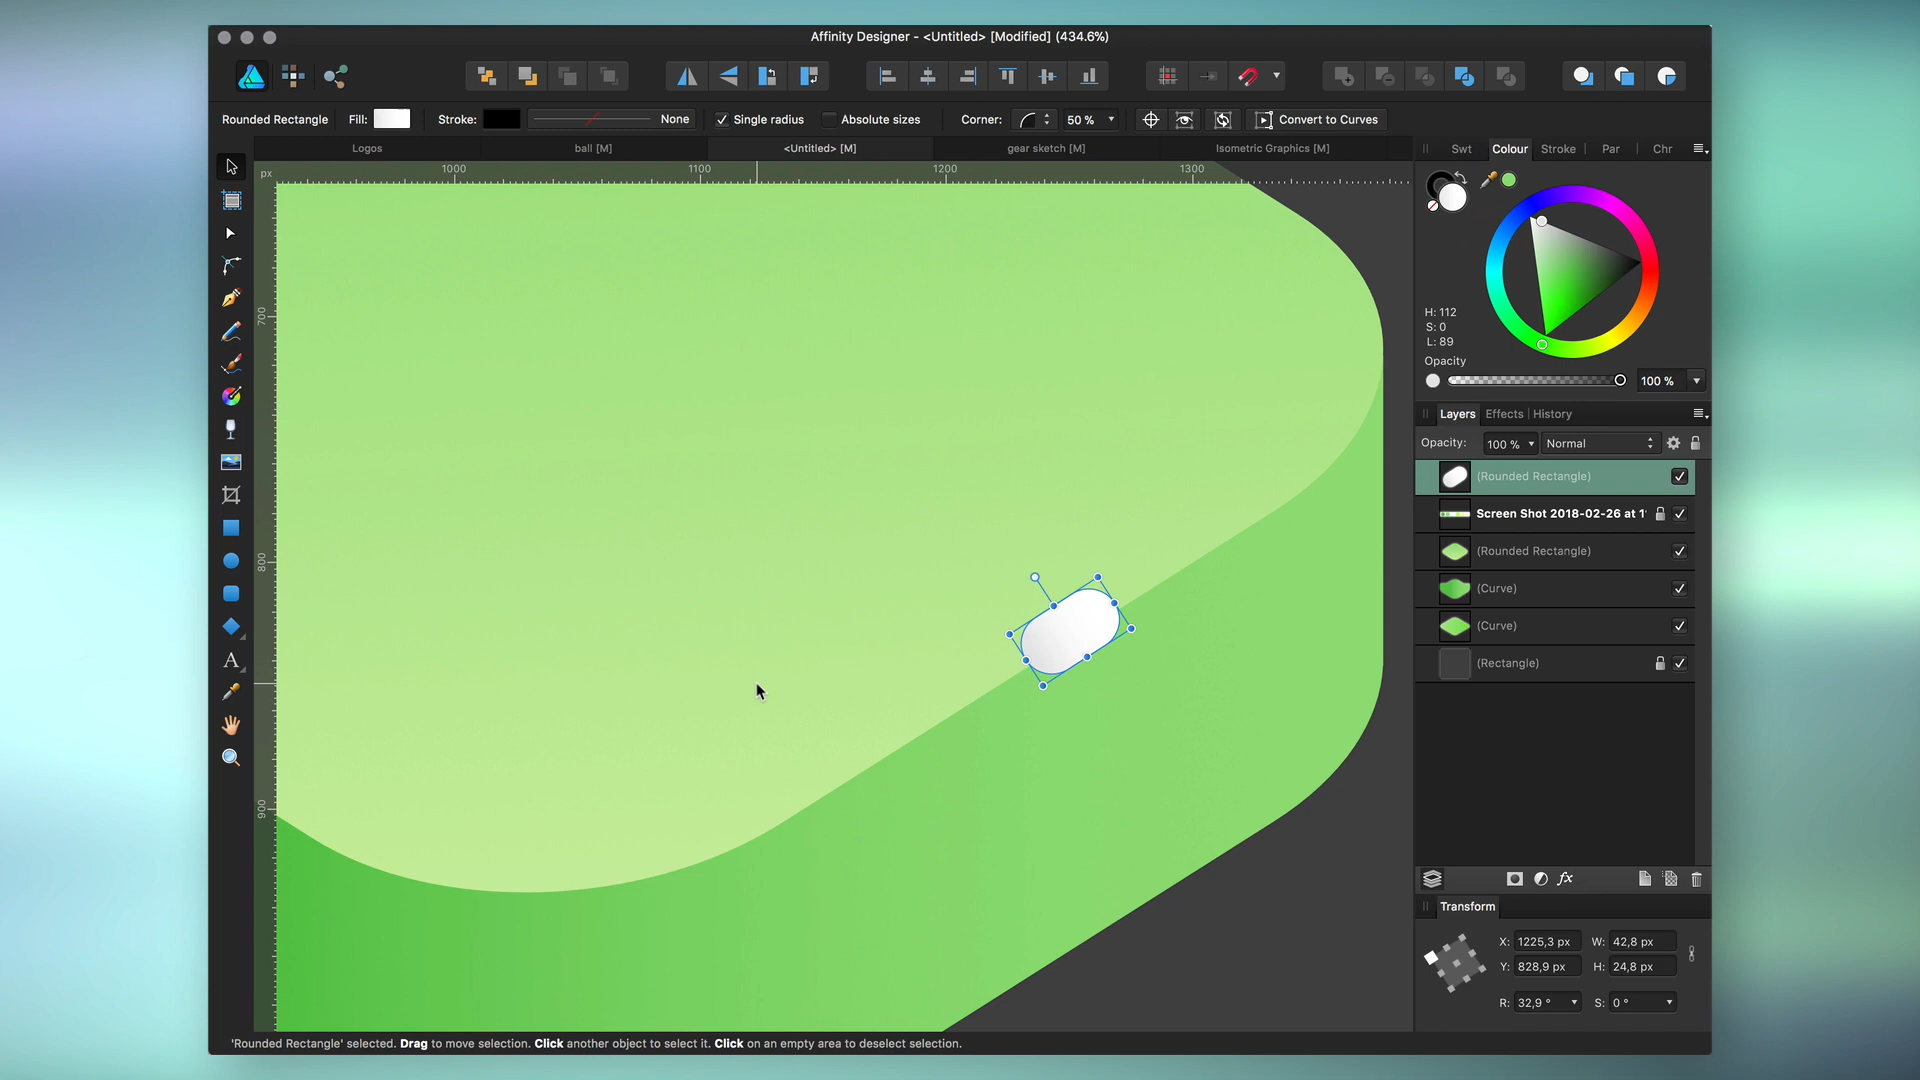 Affinity Designer - <Untitled> [Modified] (434.6%)
Rounded Rectangle Fill: Stroke: None Single radius Absolute sizes Corner: 50 % Convert to Curves
Logos ball [M] <Untitled> [M] gear sketch [M] Isometric Graphics [M]
px 1000 1100 1200 1300
700
800
900
Swt Colour Stroke Par Chr
H: 112
S: 0
L: 89
Opacity
100 %
Layers Effects History
Opacity: 100 % Normal
(Rounded Rectangle)
Screen Shot 2018-02-26 at 1
(Rounded Rectangle)
(Curve)
(Curve)
(Rectangle)
fx
Transform
X: 1225,3 px W: 42,8 px
Y: 828,9 px H: 24,8 px
R: 32,9 ° S: 0 °
'Rounded Rectangle' selected. Drag to move selection. Click another object to select it. Click on an empty area to deselect selection.